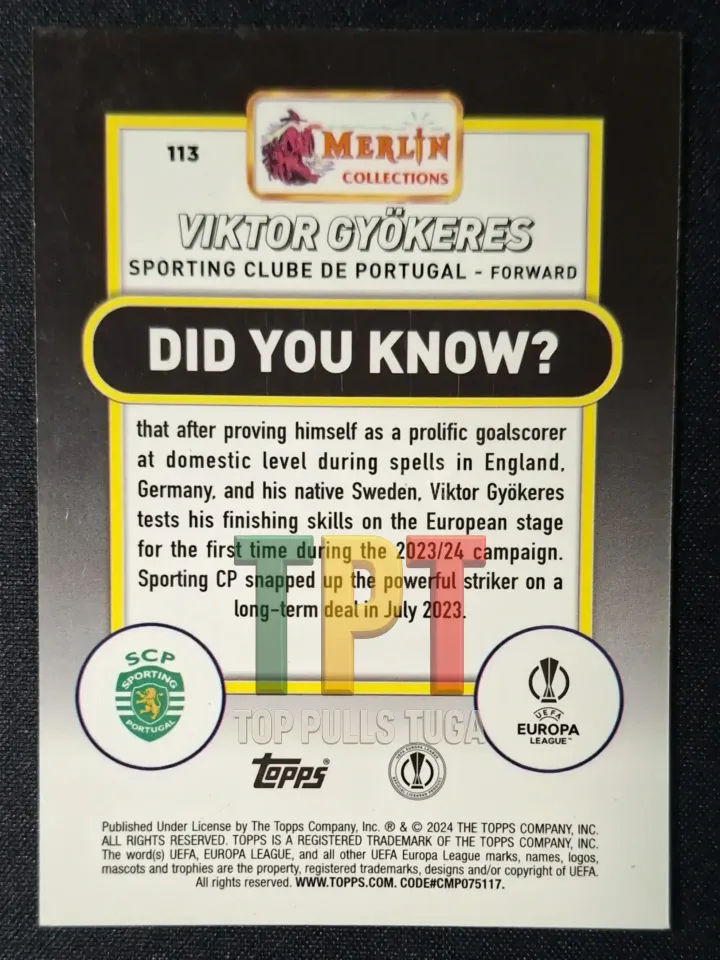 113
MERLIN
COLLECTIONS
VIKTOR GYÖKERES
SPORTING CLUBE DE PORTUGAL - FORWARD
DID YOU KNOW?
that after proving himself as a prolific goalscorer
at domestic level during spells in England,
Germany, and his native Sweden, Viktor Gyökeres
tests his finishing skills on the European stage
for the first time during the 2023/24 campaign.
Sporting CP snapped up the powerful striker on a
long-term deal in July 2023.
TPT
TOP PULLS TUGA
SCP
SPORTING
PORTUGAL
UEFA
EUROPA
LEAGUE™
topps®
Published Under License by The Topps Company, Inc. ® & © 2024 THE TOPPS COMPANY, INC.
ALL RIGHTS RESERVED. TOPPS IS A REGISTERED TRADEMARK OF THE TOPPS COMPANY, INC.
The word(s) UEFA, EUROPA LEAGUE, and all other UEFA Europa League marks, names, logos,
mascots and trophies are the property, registered trademarks, designs and/or copyright of UEFA.
All rights reserved. WWW.TOPPS.COM. CODE#CMP075117.